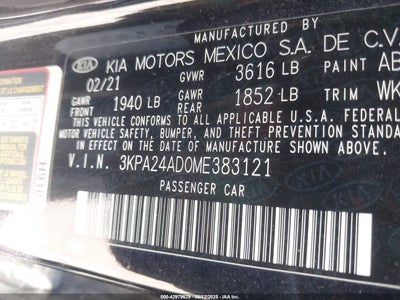 KIA KIA MOTORS MEXICO S.A. DE C.V.
02/21 GVWR 3616 LB PAINT AB
GAWR FRONT 1940 LB GAWR REAR 1852 LB TRIM WK
THIS VEHICLE CONFORMS TO ALL APPLICABLE U.S.A. FEDERAL
MOTOR VEHICLE SAFETY, BUMPER, AND THEFT PREVENTION STANDA
IN EFFECT ON THE DATE OF MANUFACTURE SHOWN ABOVE.
V.I.N. 3KPA24AD0ME383121
PASSENGER CAR